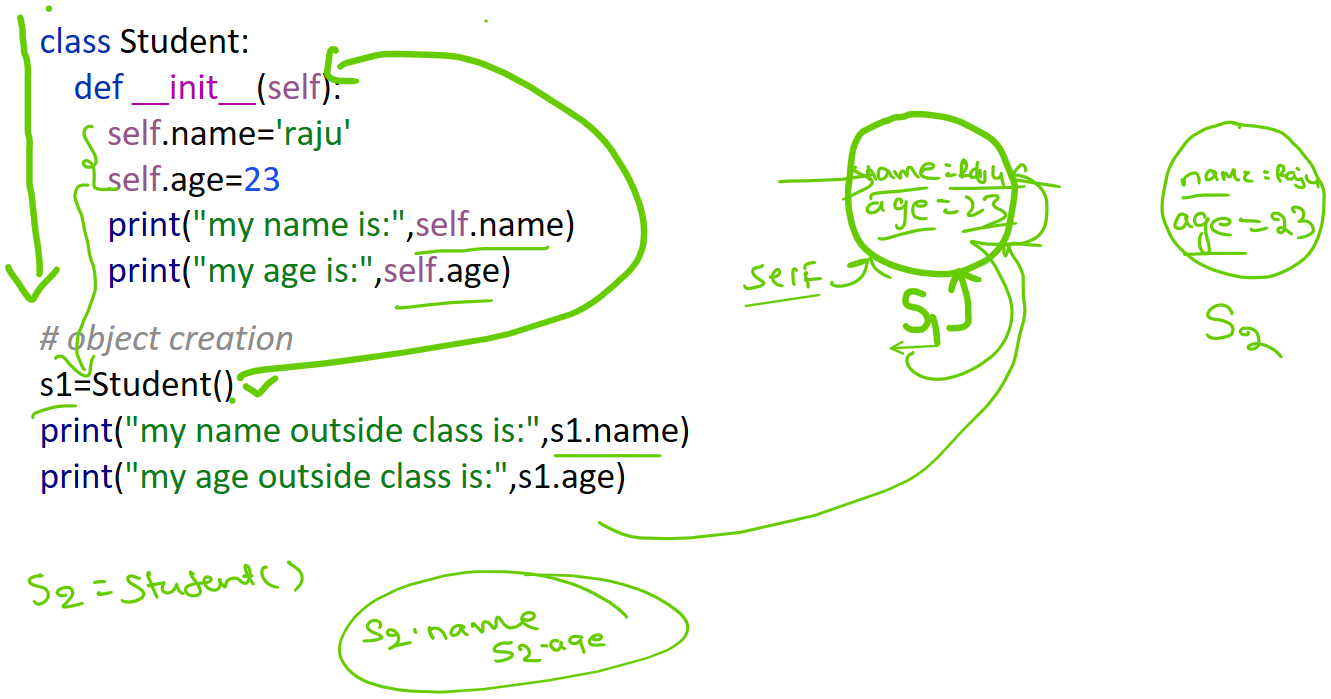 class Student:
    def __init__(self):
        self.name='raju'
        self.age=23
        print("my name is:",self.name)
        print("my age is:",self.age)
# object creation
s1=Student()
print("my name outside class is:",s1.name)
print("my age outside class is:",s1.age)
S2 = Student()
S2.name
S2.age
name = Raju
age = 23
self
S1
name = Raju
age = 23
S2